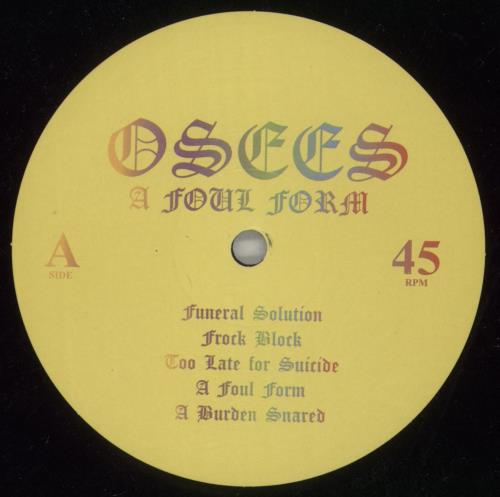 OSEES
A FOUL FORM
A
SIDE
45
RPM
Funeral Solution
Frock Block
Too Late for Suicide
A Foul Form
A Burden Snared